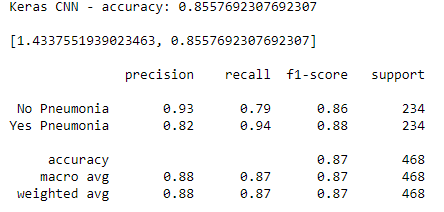 Keras CNN - accuracy: 0.8557692307692307
[1.4337551939023463, 0.8557692307692307]
precision recall f1-score support
No Pneumonia 0.93 0.79 0.86 234
Yes Pneumonia 0.82 0.94 0.88 234
accuracy 0.87 468
macro avg 0.88 0.87 0.87 468
weighted avg 0.88 0.87 0.87 468